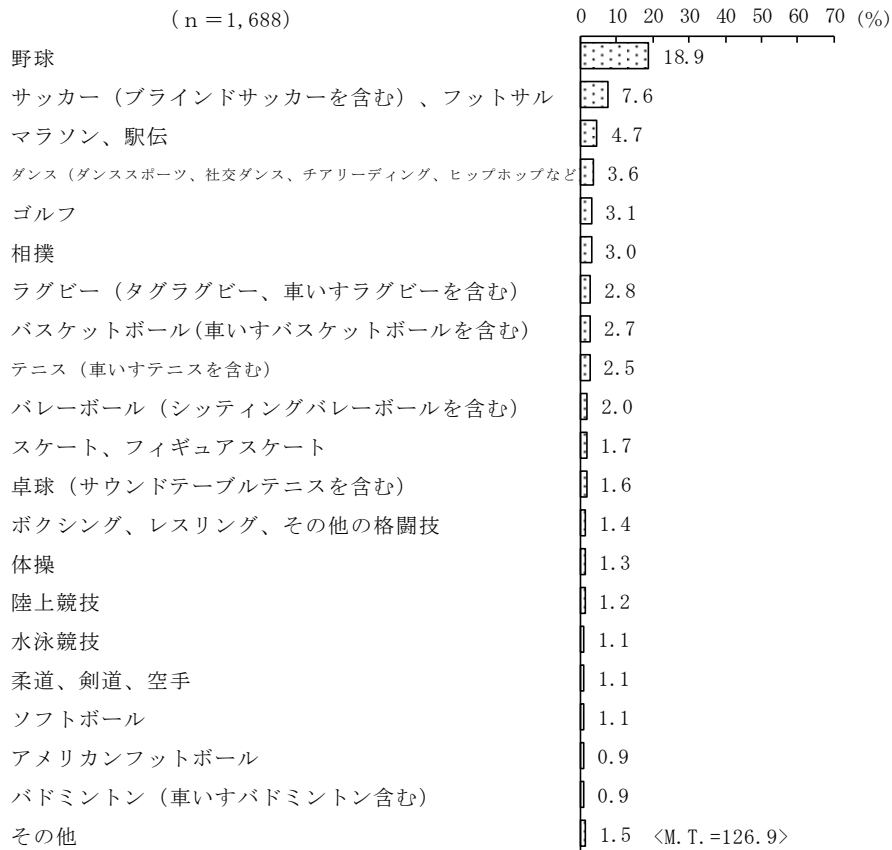 (n=1,688)
0 10 20 30 40 50 60 70 (%)
野球 18.9
サッカー(ブラインドサッカーを含む)、フットサル 7.6
マラソン、駅伝 4.7
ダンス(ダンススポーツ、社交ダンス、チアリーディング、ヒップホップなど 3.6
ゴルフ 3.1
相撲 3.0
ラグビー(タグラグビー、車いすラグビーを含む) 2.8
バスケットボール(車いすバスケットボールを含む) 2.7
テニス(車いすテニスを含む) 2.5
バレーボール(シッティングバレーボールを含む) 2.0
スケート、フィギュアスケート 1.7
卓球(サウンドテーブルテニスを含む) 1.6
ボクシング、レスリング、その他の格闘技 1.4
体操 1.3
陸上競技 1.2
水泳競技 1.1
柔道、剣道、空手 1.1
ソフトボール 1.1
アメリカンフットボール 0.9
バドミントン(車いすバドミントン含む) 0.9
その他 1.5 <M.T.=126.9>